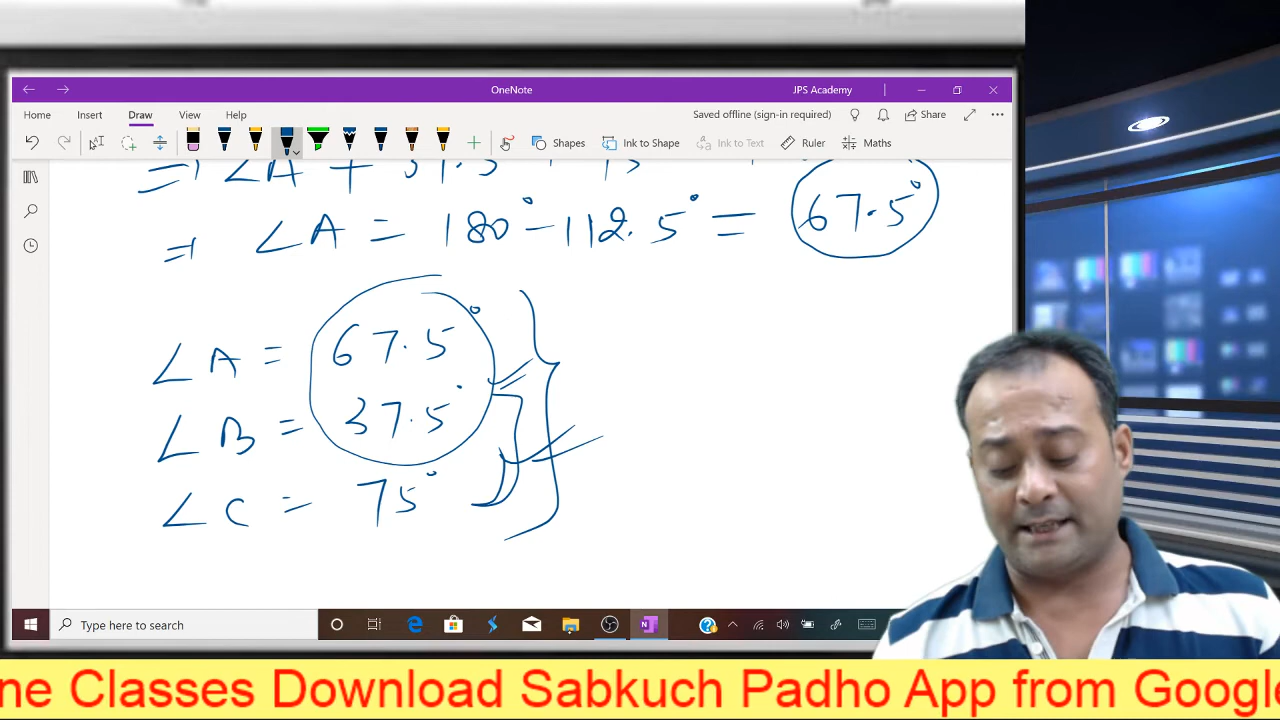 OneNote
JPS Academy
Home Insert Draw View Help
Saved offline (sign-in required)
Share
Shapes
Ink to Shape
Ink to Text
Ruler
Maths
=> ∠A = 180° - 112.5° = 67.5°
∠A = 67.5°
∠B = 37.5°
∠C = 75°
Type here to search
ne Classes Download Sabkuch Padho App from Google